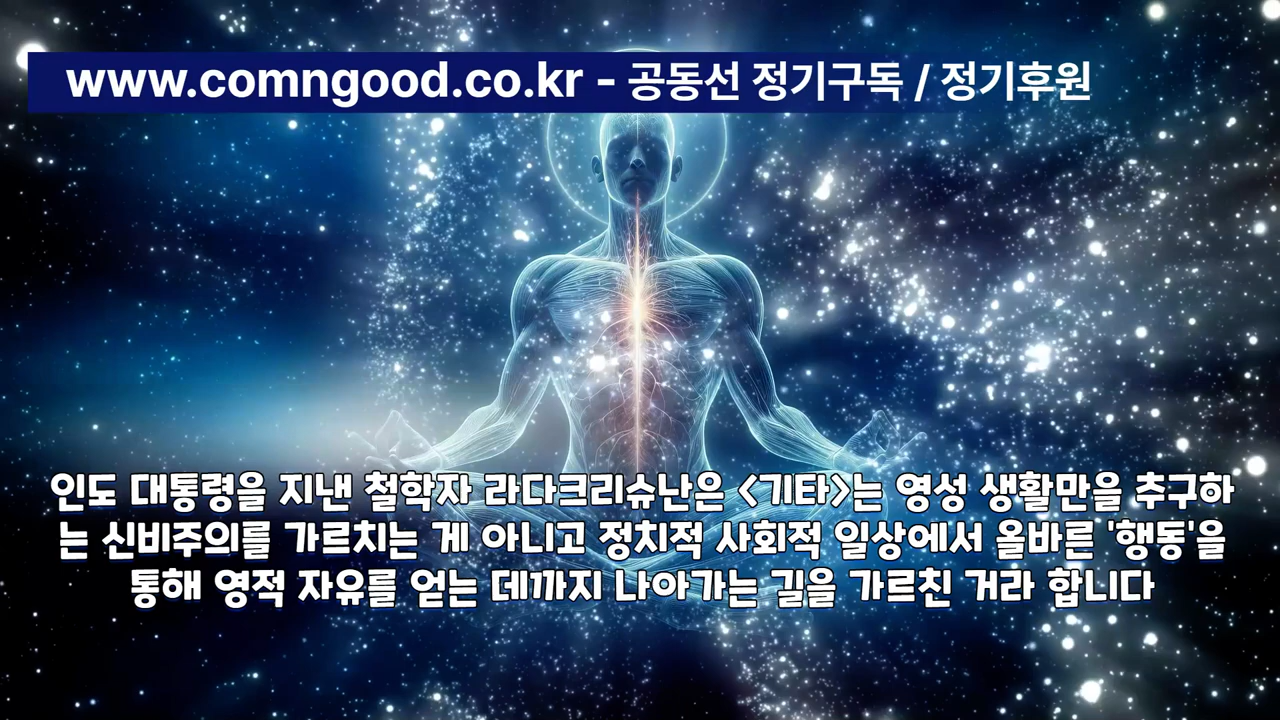 www.comngood.co.kr - 공동선 정기구독 / 정기후원
인도 대통령을 지낸 철학자 라다크리슈난은 <기타>는 영성 생활만을 추구하
는 신비주의를 가르치는 게 아니고 정치적 사회적 일상에서 올바른 '행동'을
통해 영적 자유를 얻는 데까지 나아가는 길을 가르친 거라 합니다